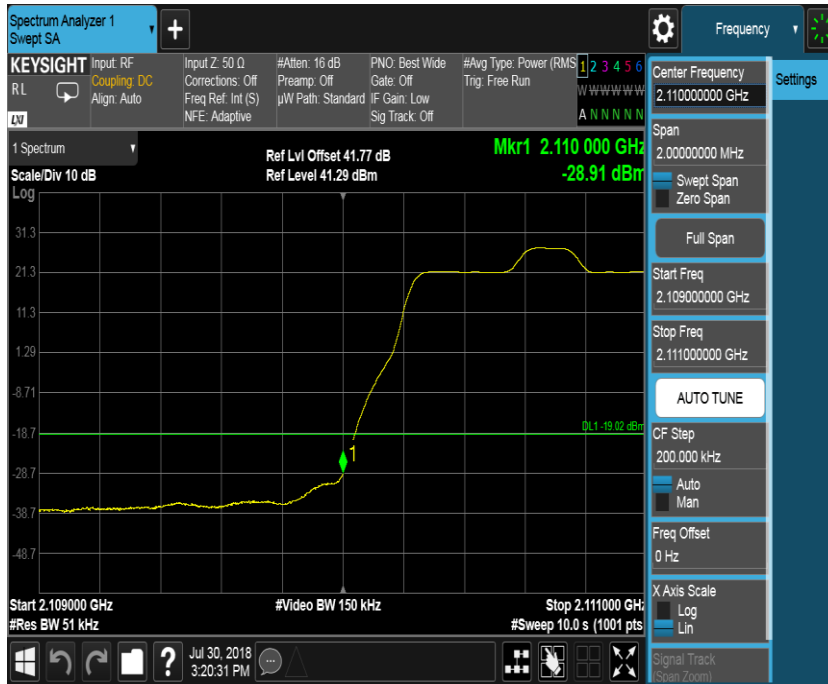 Spectrum Analyzer 1
Swept SA
+
Frequency
KEYSIGHT
RL
LXI
Input: RF
Coupling: DC
Align: Auto
Input Z: 50 Ω
Corrections: Off
Freq Ref: Int (S)
NFE: Adaptive
#Atten: 16 dB
Preamp: Off
µW Path: Standard
PNO: Best Wide
Gate: Off
IF Gain: Low
Sig Track: Off
#Avg Type: Power (RMS
Trig: Free Run
1 2 3 4 5 6
W W W W W W
A N N N N N
1 Spectrum
Scale/Div 10 dB
Ref Lvl Offset 41.77 dB
Ref Level 41.29 dBm
Mkr1 2.110 000 GHz
-28.91 dBm
Log
31.3
21.3
11.3
1.29
-8.71
-18.7
-28.7
-38.7
-48.7
DL1 -19.02 dBm
1
Start 2.109000 GHz
#Res BW 51 kHz
#Video BW 150 kHz
Stop 2.111000 GHz
#Sweep 10.0 s (1001 pts
Center Frequency
2.110000000 GHz
Span
2.00000000 MHz
Swept Span
Zero Span
Full Span
Start Freq
2.109000000 GHz
Stop Freq
2.111000000 GHz
AUTO TUNE
CF Step
200.000 kHz
Auto
Man
Freq Offset
0 Hz
X Axis Scale
Log
Lin
Signal Track
(Span Zoom)
Settings
?
Jul 30, 2018
3:20:31 PM